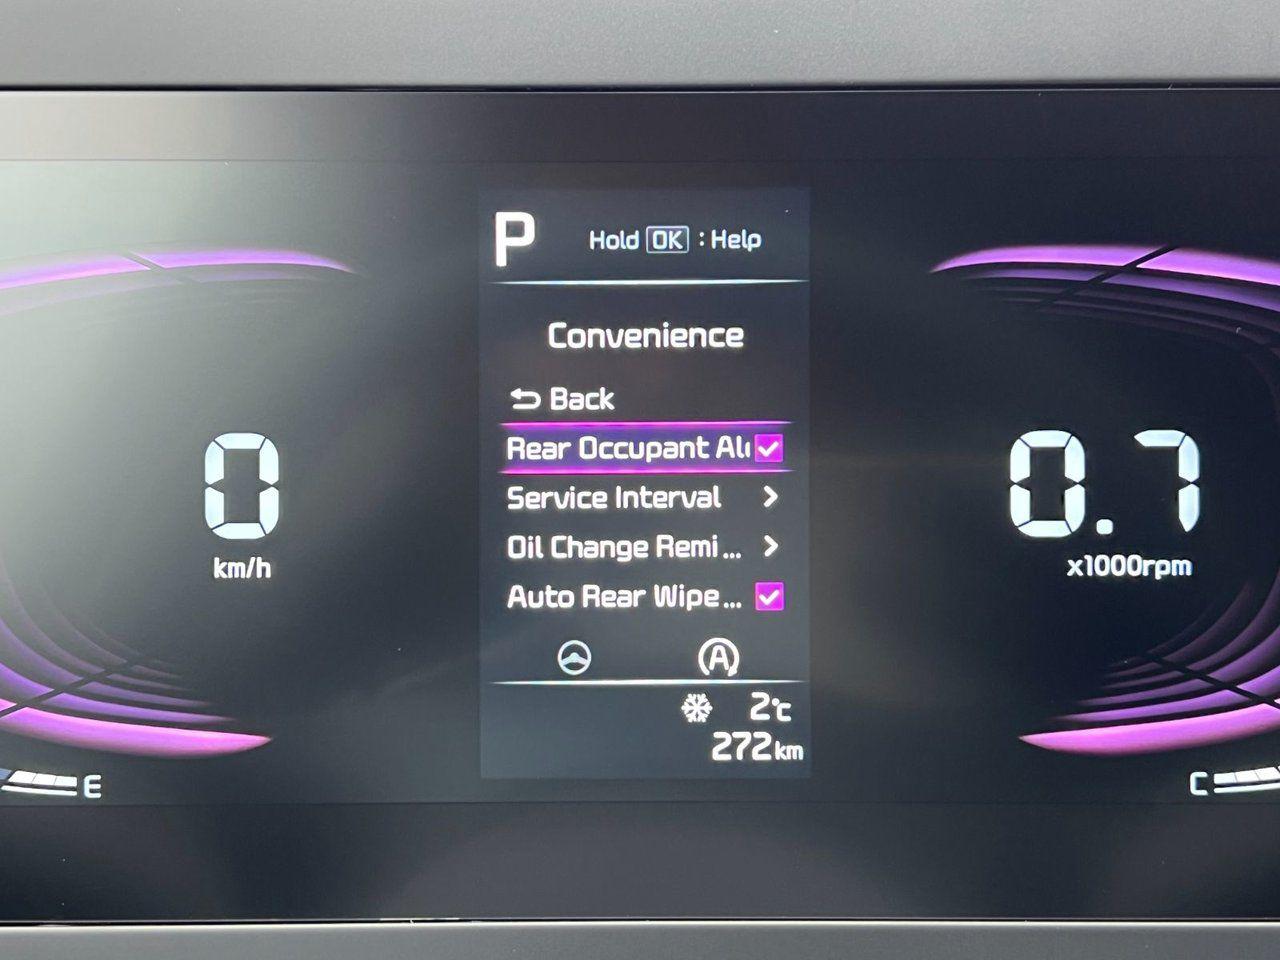 P
Hold OK : Help
Convenience
Back
Rear Occupant Al
Service Interval
Oil Change Remi...
Auto Rear Wipe...
A
2°C
272km
0
km/h
0.7
x1000rpm
E
C